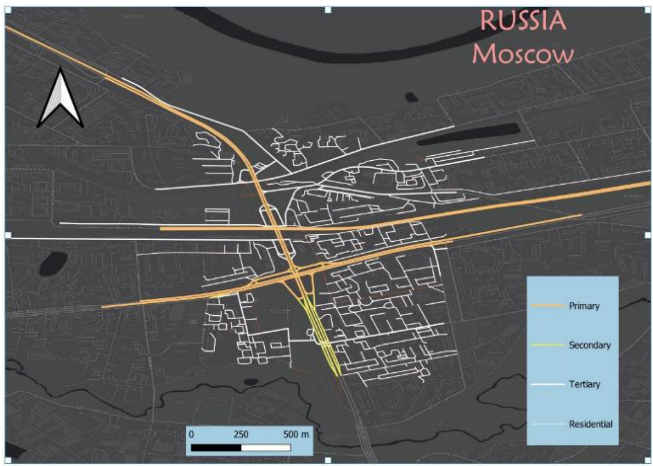 RUSSIA
Moscow
Primary
Secondary
Tertiary
Residential
0 250 500 m